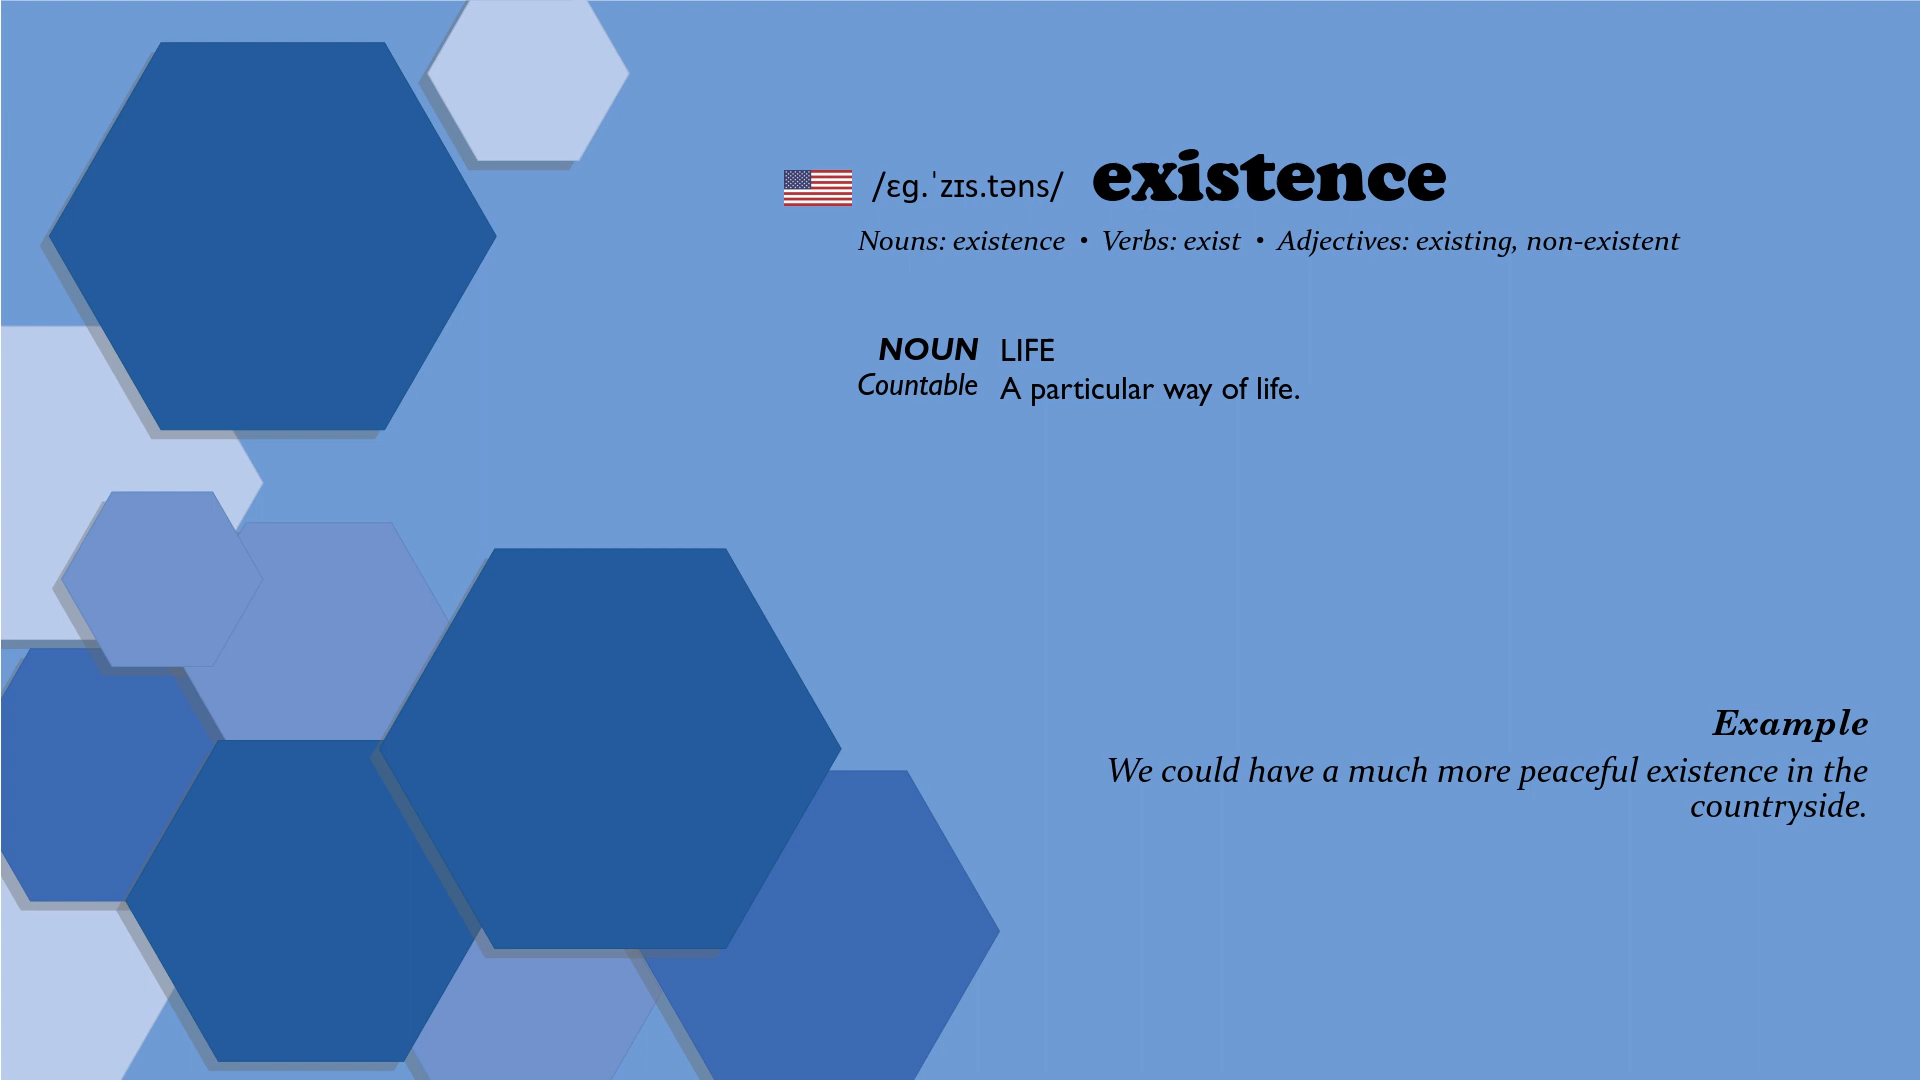 /ɛg.ˈzɪs.təns/ existence
Nouns: existence • Verbs: exist • Adjectives: existing, non-existent
NOUN LIFE
Countable A particular way of life.
Example
We could have a much more peaceful existence in the
countryside.